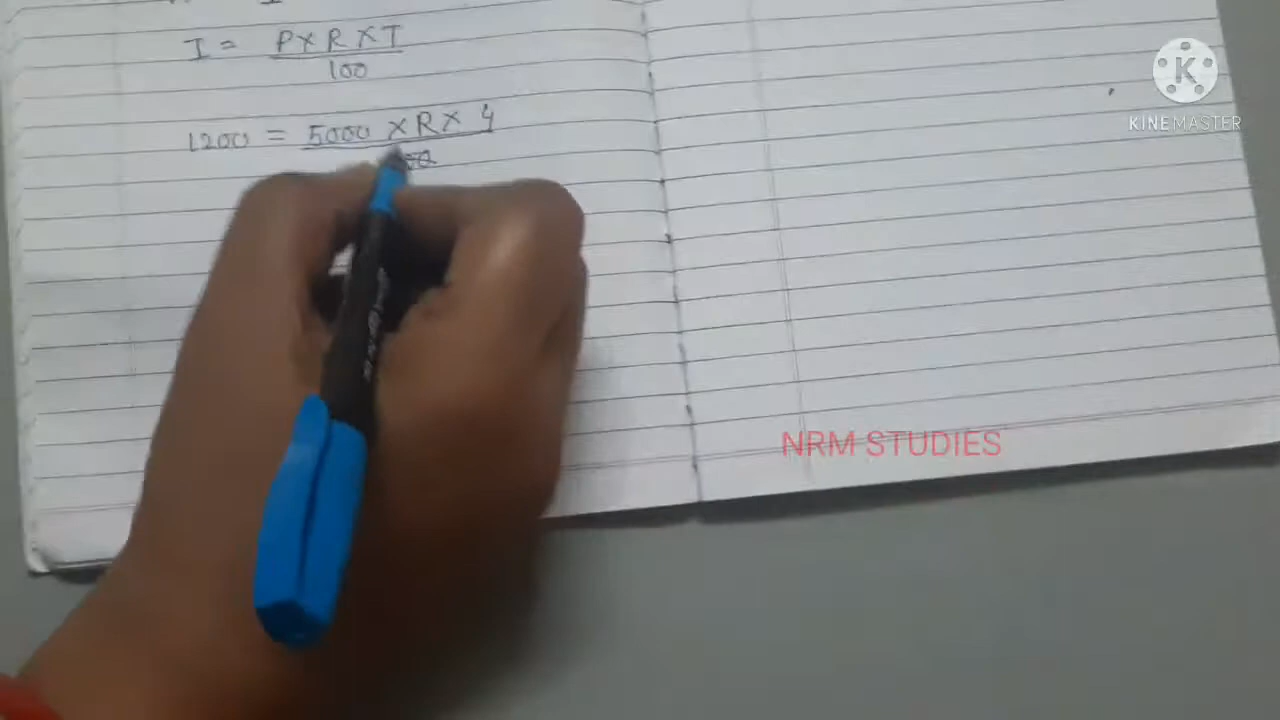 I = P X R X T
100
1200 = 5000 X R X 4
K
KINEMASTER
NRM STUDIES